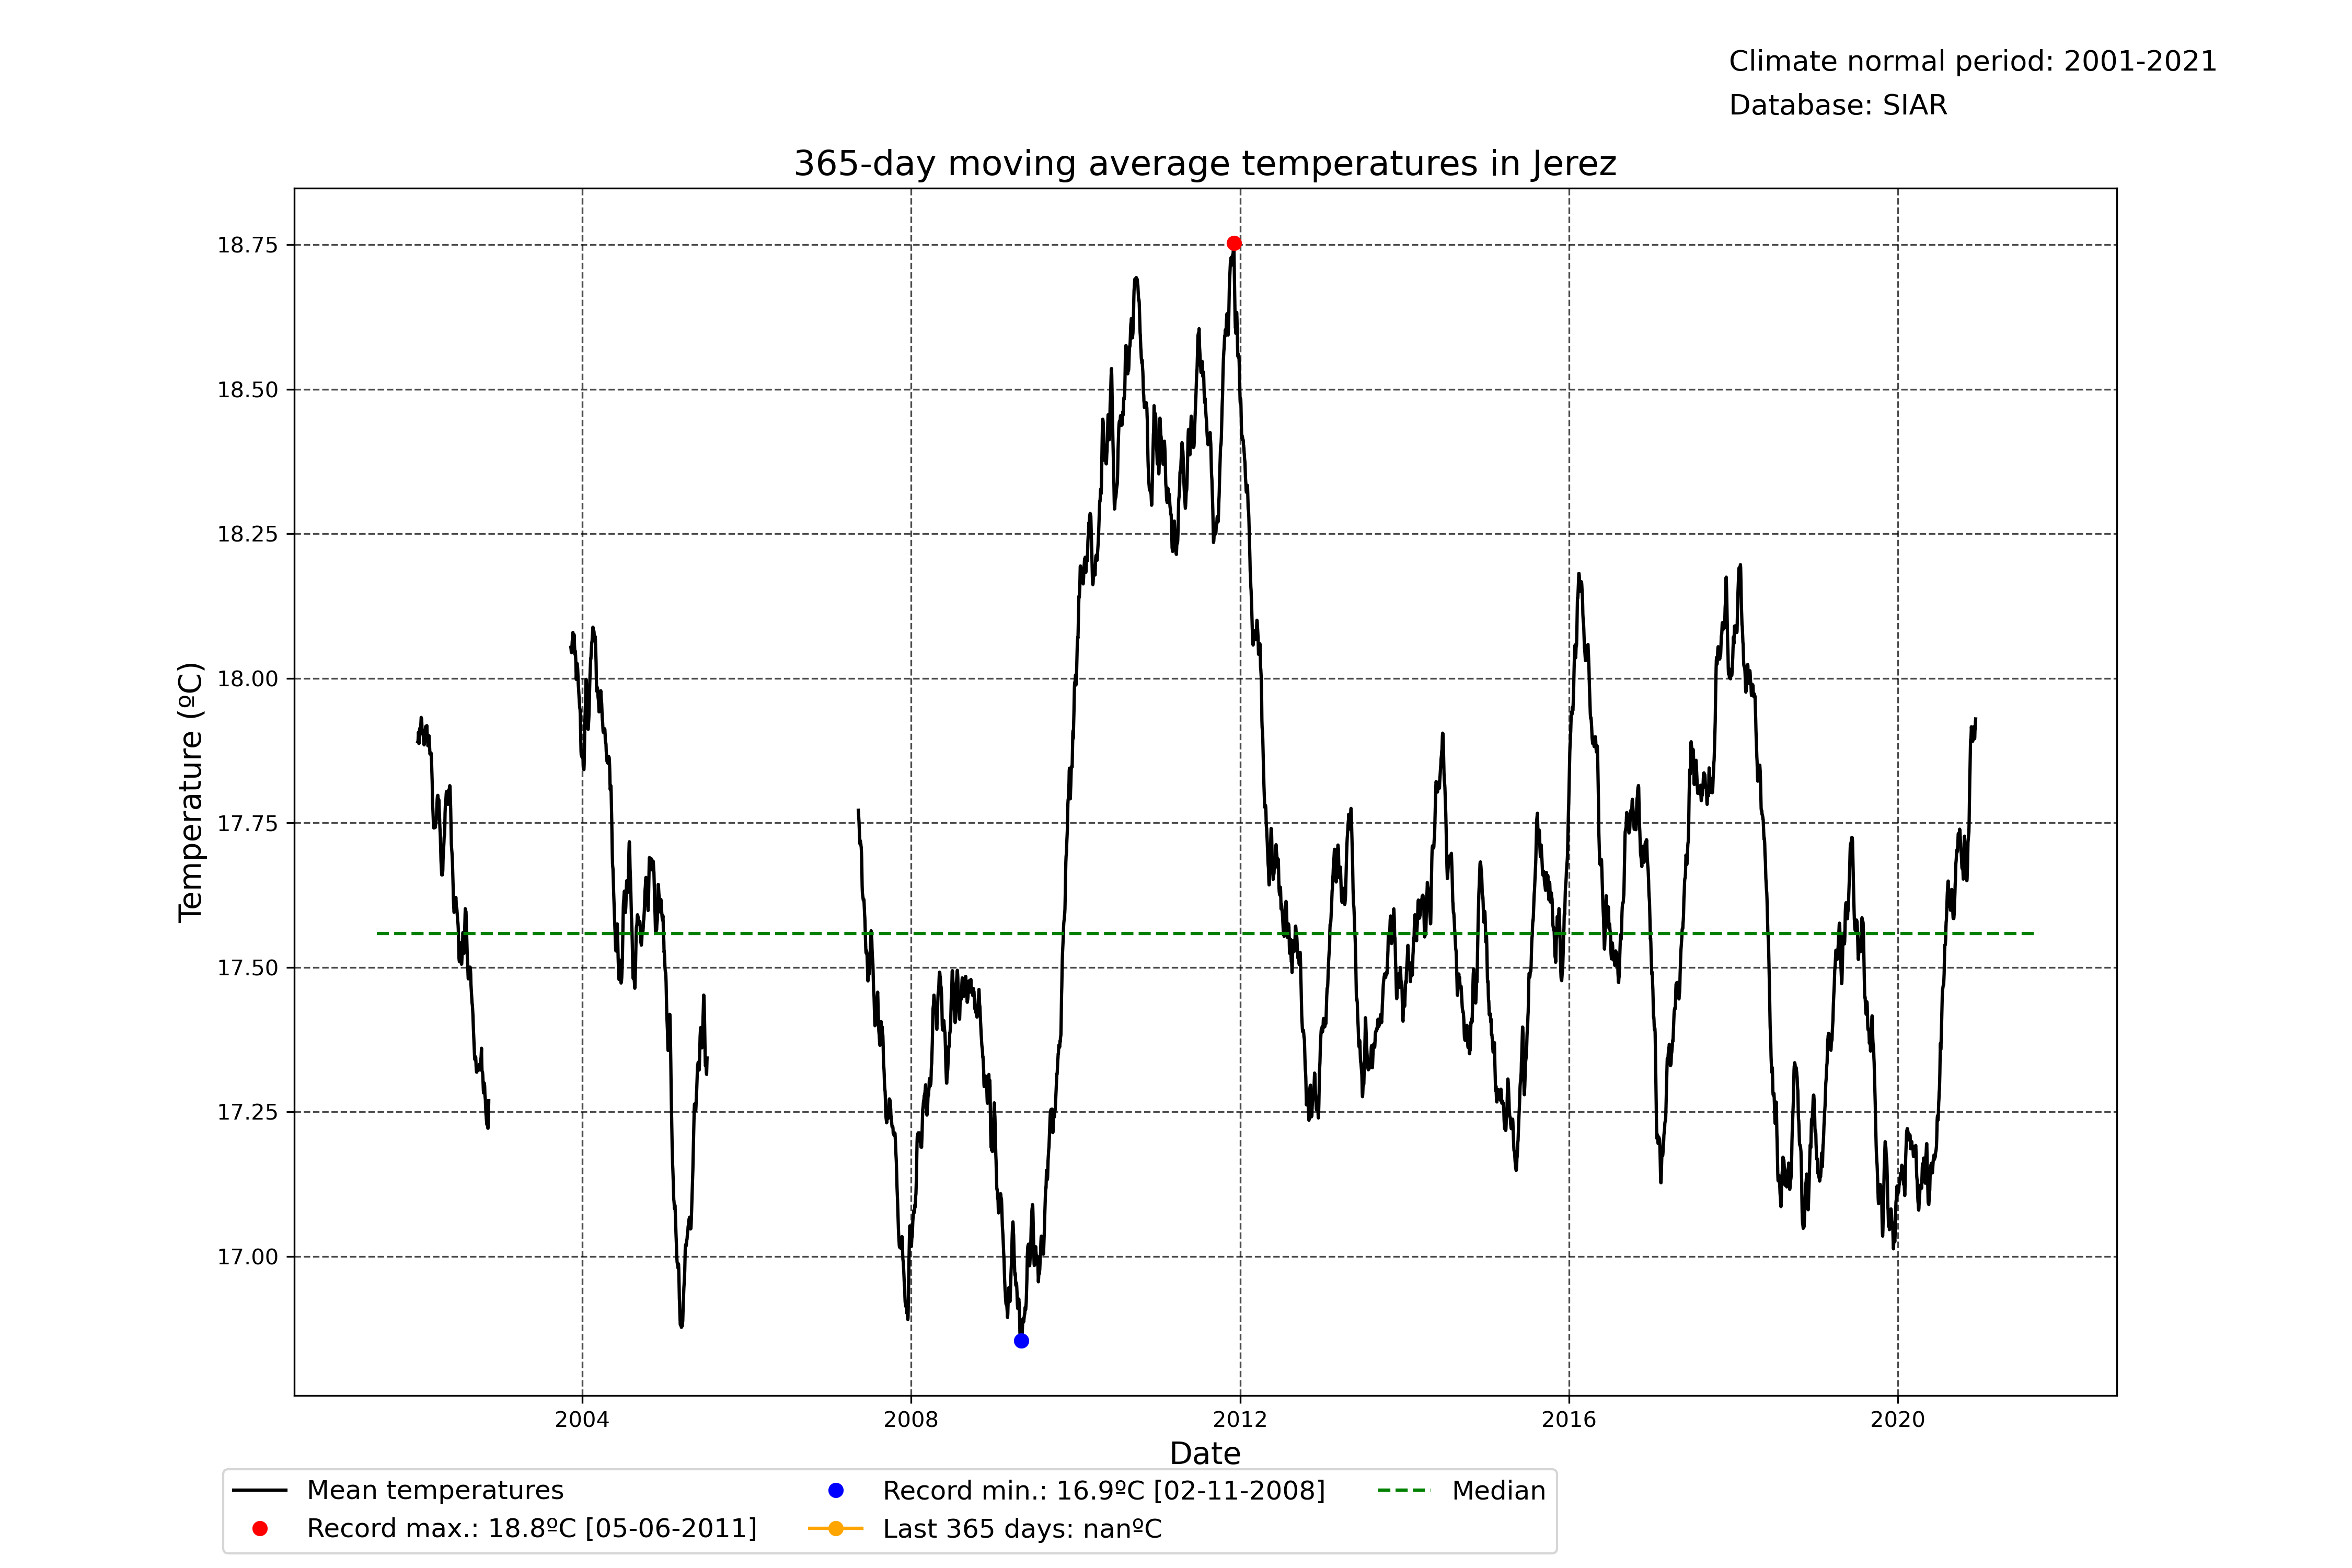 Climate normal period: 2001-2021
Database: SIAR
365-day moving average temperatures in Jerez
18.75
18.50
18.25
18.00
17.75
17.50
17.25
17.00
Temperature (ºC)
2004 2008 2012 2016 2020
Date
Mean temperatures
Record max.: 18.8ºC [05-06-2011]
Record min.: 16.9ºC [02-11-2008]
Last 365 days: nanºC
Median